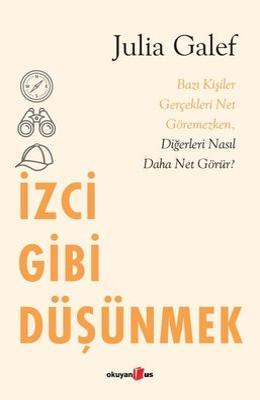 Julia Galef
Bazı Kişiler
Gerçekleri Net
Göremezken,
Diğerleri Nasıl
Daha Net Görür?
İZCİ
GİBİ
DÜŞÜNMEK
okuyan us